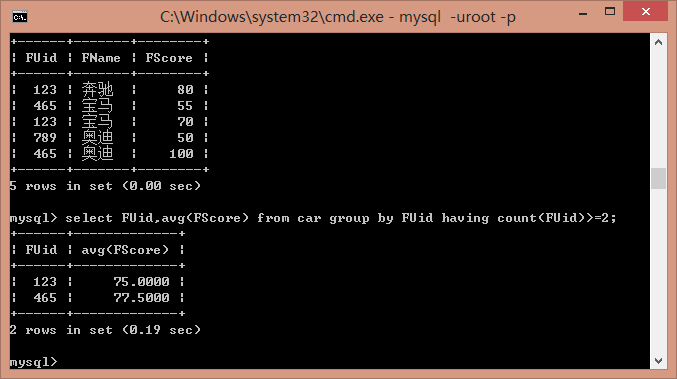 C:\Windows\system32\cmd.exe - mysql -uroot -p
+------+-------+--------+
| FUid | FName | FScore |
+------+-------+--------+
| 123 | 奔驰 | 80 |
| 465 | 宝马 | 55 |
| 123 | 宝马 | 70 |
| 789 | 奥迪 | 50 |
| 465 | 奥迪 | 100 |
+------+-------+--------+
5 rows in set (0.00 sec)
mysql> select FUid,avg(FScore) from car group by FUid having count(FUid)>=2;
+------+-------------+
| FUid | avg(FScore) |
+------+-------------+
| 123 | 75.0000 |
| 465 | 77.5000 |
+------+-------------+
2 rows in set (0.19 sec)
mysql>